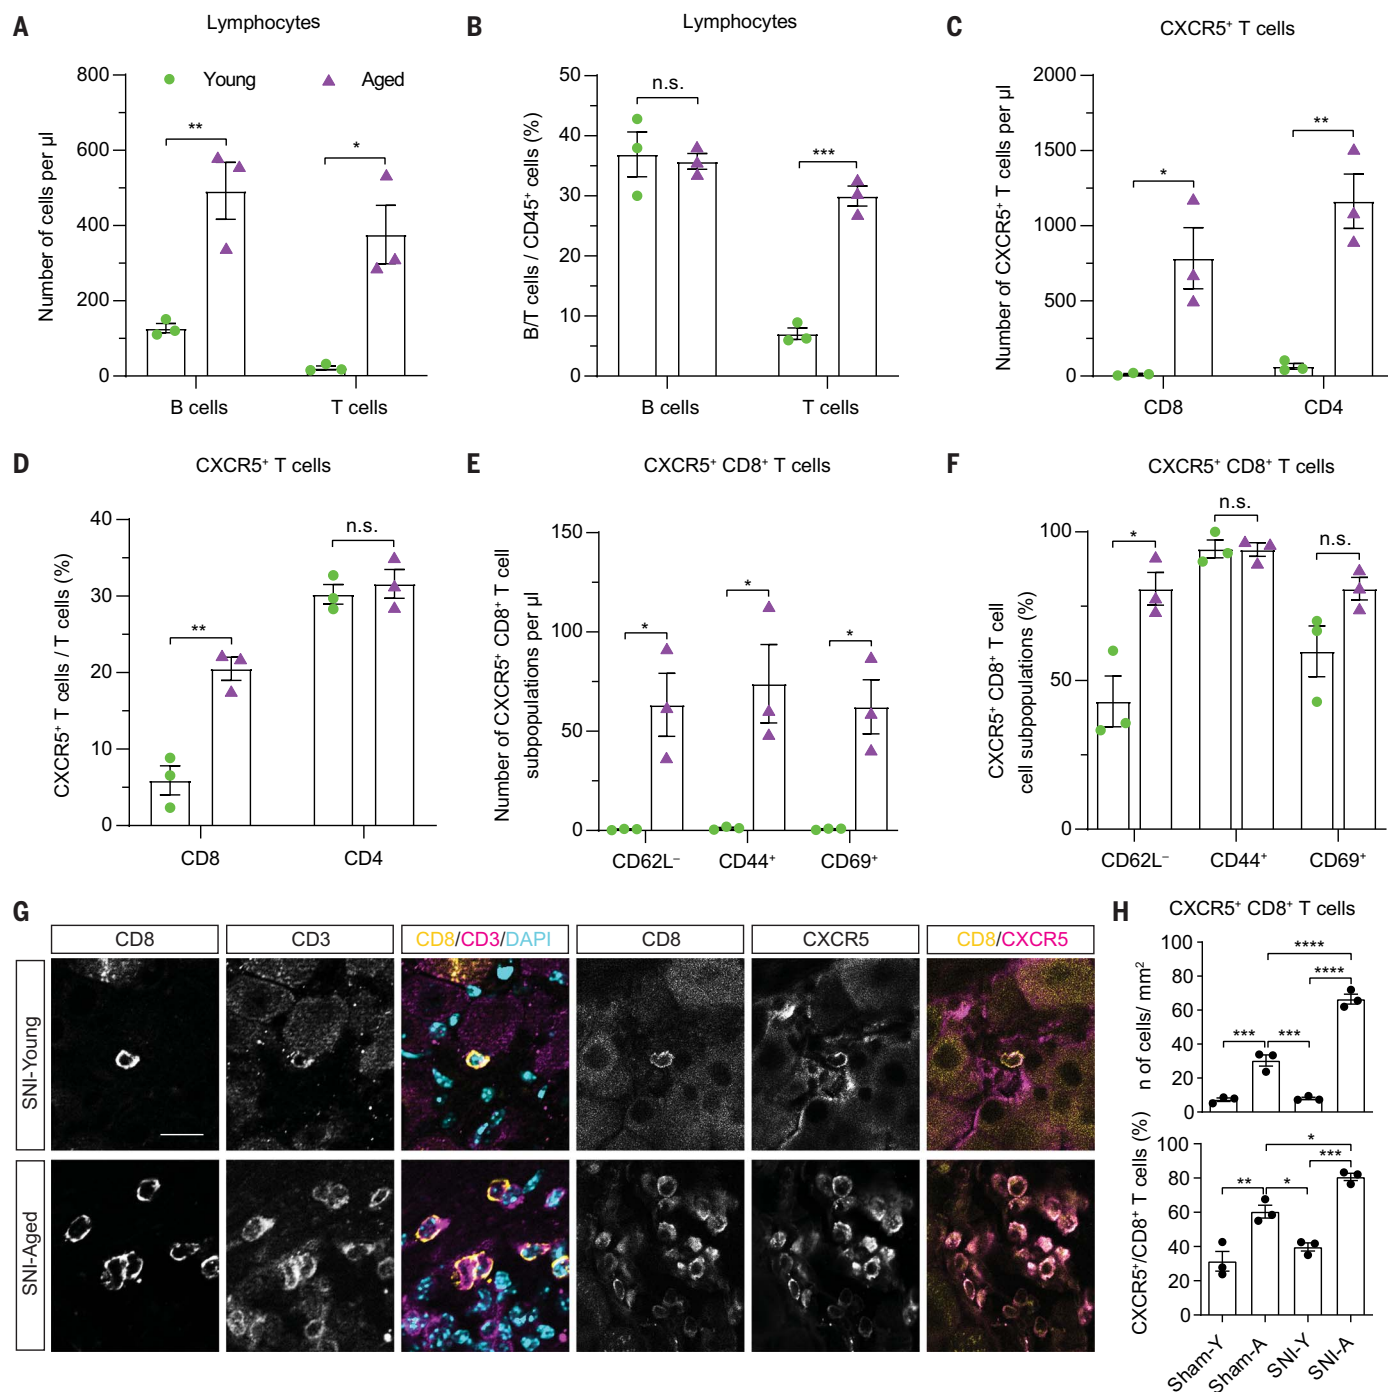 A
Lymphocytes
Number of cells per µl
800
600
400
200
0
Young
Aged
**
*
B cells
T cells
B
Lymphocytes
B/T cells / CD45⁺ cells (%)
50
40
30
20
10
0
n.s.
***
B cells
T cells
C
CXCR5⁺ T cells
Number of CXCR5⁺ T cells per µl
2000
1500
1000
500
0
*
**
CD8
CD4
D
CXCR5⁺ T cells
CXCR5⁺ T cells / T cells (%)
40
30
20
10
0
**
n.s.
CD8
CD4
E
CXCR5⁺ CD8⁺ T cells
Number of CXCR5⁺ CD8⁺ T cell
subpopulations per µl
150
100
50
0
*
*
*
CD62L⁻
CD44⁺
CD69⁺
F
CXCR5⁺ CD8⁺ T cells
CXCR5⁺ CD8⁺ T cell
cell subpopulations (%)
100
50
0
*
n.s.
n.s.
CD62L⁻
CD44⁺
CD69⁺
G
CD8
CD3
CD8/CD3/DAPI
CD8
CXCR5
CD8/CXCR5
SNI-Young
SNI-Aged
H
CXCR5⁺ CD8⁺ T cells
n of cells/ mm²
100
80
60
40
20
0
****
****
***
***
CXCR5⁺/CD8⁺ T cells (%)
100
80
60
40
20
0
*
***
**
*
Sham-Y
Sham-A
SNI-Y
SNI-A